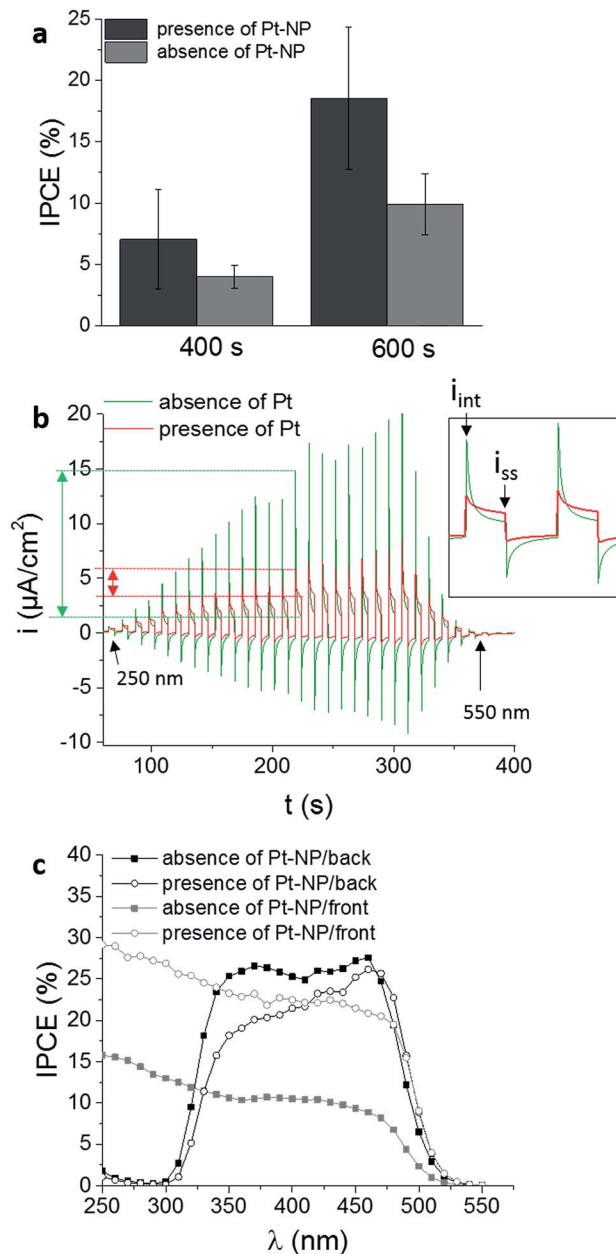 a
presence of Pt-NP
absence of Pt-NP
IPCE (%)
25
20
15
10
5
0
400 s
600 s
b
absence of Pt
presence of Pt
i (µA/cm²)
20
15
10
5
0
-5
-10
250 nm
550 nm
i_int
i_ss
100
200
300
400
t (s)
c
absence of Pt-NP/back
presence of Pt-NP/back
absence of Pt-NP/front
presence of Pt-NP/front
IPCE (%)
40
35
30
25
20
15
10
5
0
250 300 350 400 450 500 550
λ (nm)